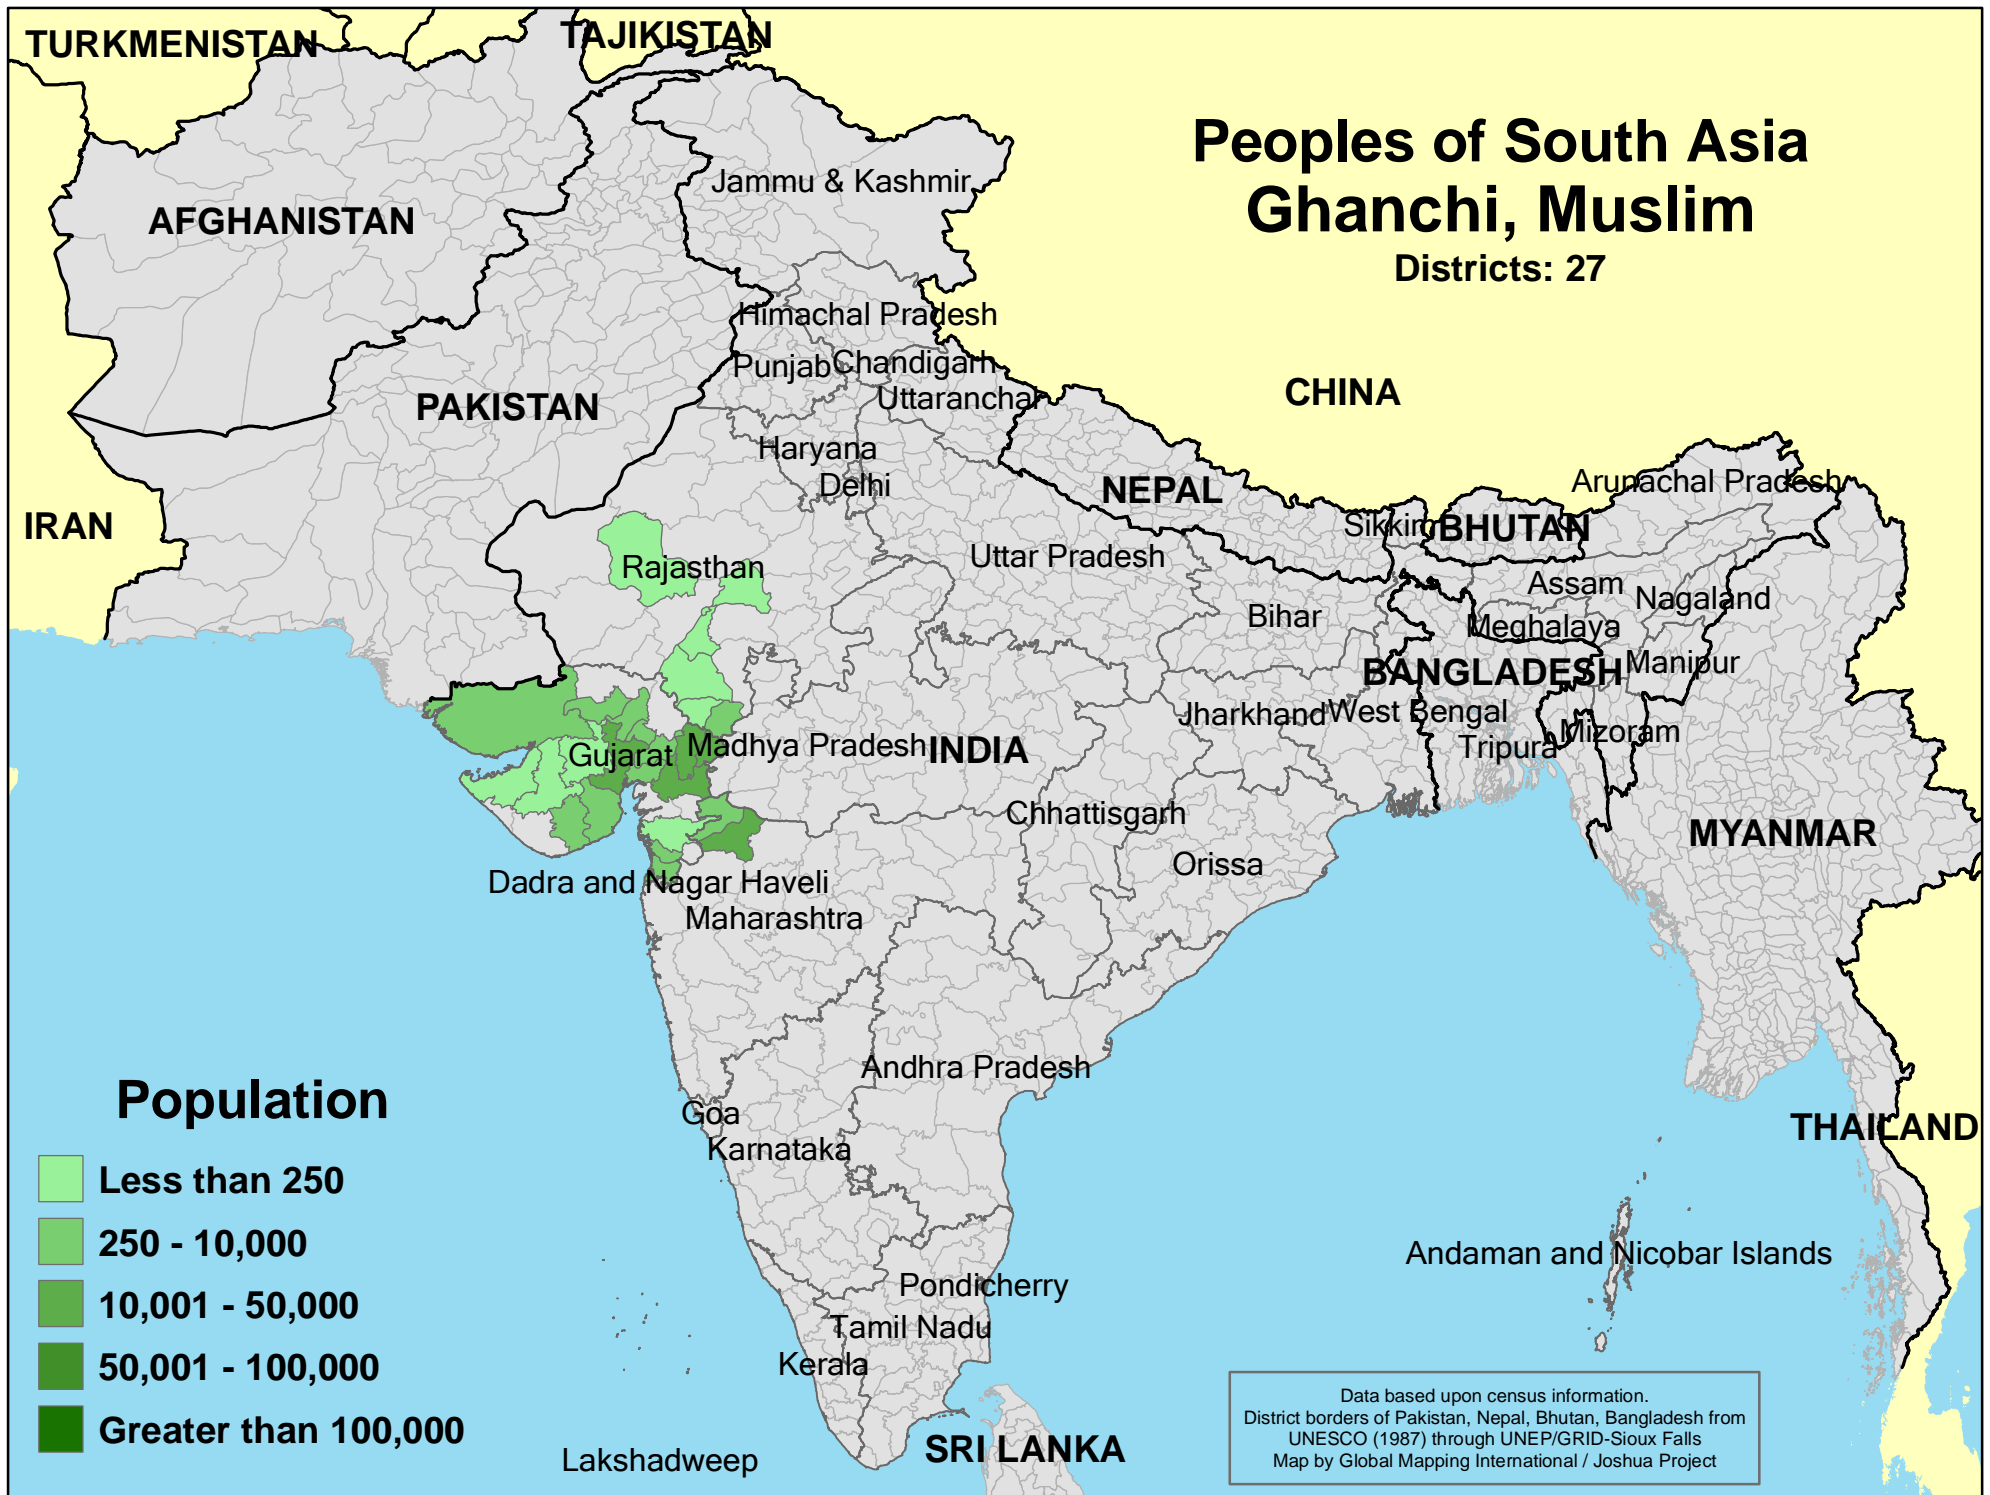 TURKMENISTAN
TAJIKISTAN
Peoples of South Asia
Ghanchi, Muslim
Districts: 27
Jammu & Kashmir
AFGHANISTAN
Himachal Pradesh
Punjab
Chandigarh
Uttaranchal
PAKISTAN
CHINA
Haryana
Delhi
NEPAL
Arunachal Pradesh
IRAN
Sikkim
BHUTAN
Rajasthan
Uttar Pradesh
Assam
Nagaland
Bihar
Meghalaya
BANGLADESH
Manipur
Jharkhand
West Bengal
Tripura
Mizoram
Gujarat
Madhya Pradesh
INDIA
Chhattisgarh
MYANMAR
Orissa
Dadra and Nagar Haveli
Maharashtra
Andhra Pradesh
Goa
Karnataka
THAILAND
Andaman and Nicobar Islands
Pondicherry
Tamil Nadu
Kerala
Lakshadweep
SRI LANKA
Population
Less than 250
250 - 10,000
10,001 - 50,000
50,001 - 100,000
Greater than 100,000
Data based upon census information.
District borders of Pakistan, Nepal, Bhutan, Bangladesh from
UNESCO (1987) through UNEP/GRID-Sioux Falls
Map by Global Mapping International / Joshua Project